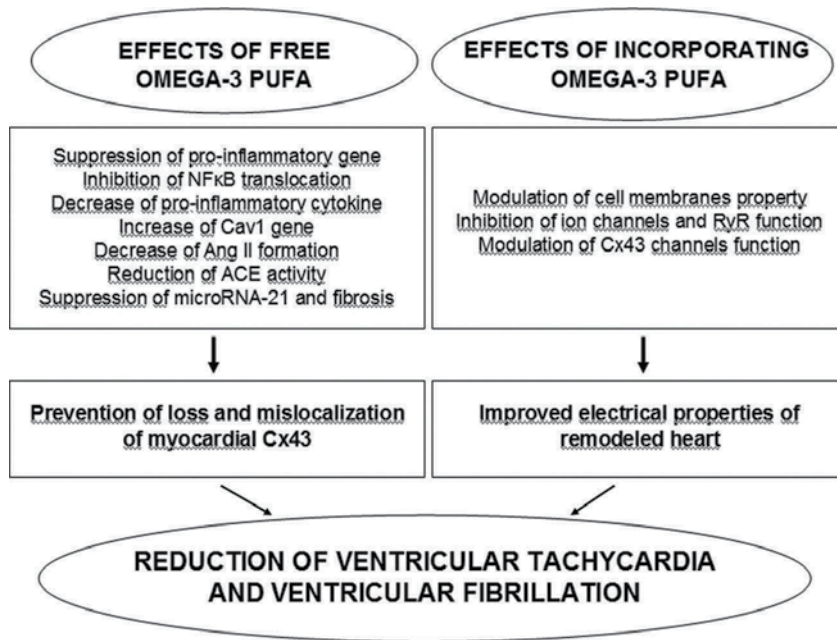 EFFECTS OF FREE
OMEGA-3 PUFA
Suppression of pro-inflammatory gene
Inhibition of NFκB translocation
Decrease of pro-inflammatory cytokine
Increase of Cav1 gene
Decrease of Ang II formation
Reduction of ACE activity
Suppression of microRNA-21 and fibrosis
Prevention of loss and mislocalization
of myocardial Cx43
EFFECTS OF INCORPORATING
OMEGA-3 PUFA
Modulation of cell membranes property
Inhibition of ion channels and RyR function
Modulation of Cx43 channels function
Improved electrical properties of
remodeled heart
REDUCTION OF VENTRICULAR TACHYCARDIA
AND VENTRICULAR FIBRILLATION